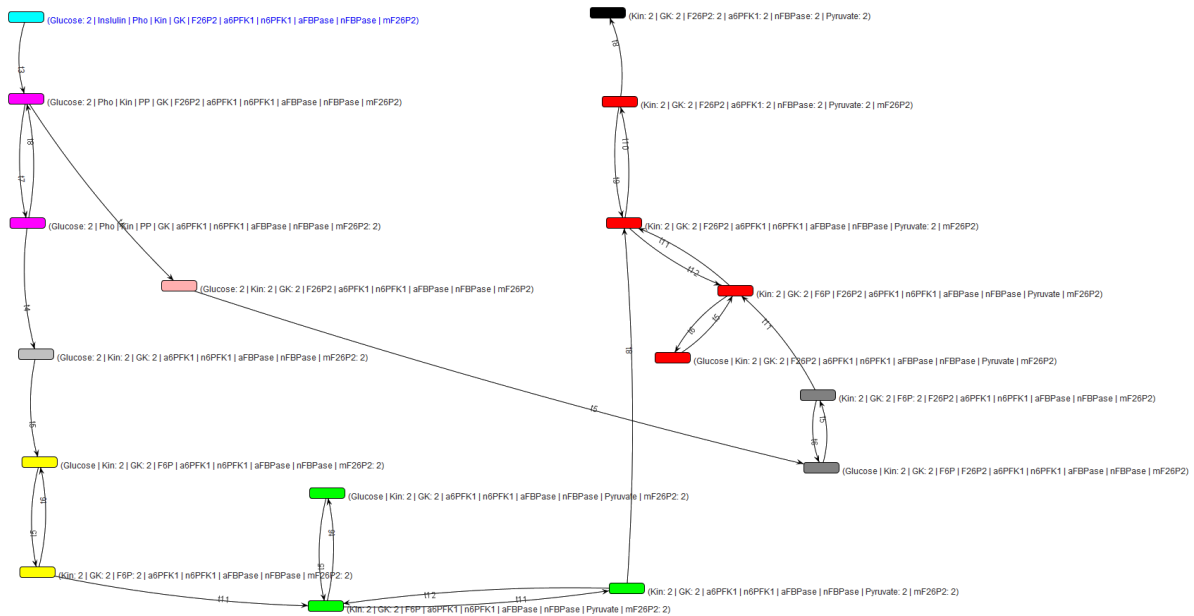 (Glucose: 2 | Inslulin | Pho | Kin | GK | F26P2 | a6PFK1 | n6PFK1 | aFBPase | nFBPase | mF26P2)
(Kin: 2 | GK: 2 | F26P2: 2 | a6PFK1: 2 | nFBPase: 2 | Pyruvate: 2)
t8
t3
(Glucose: 2 | Pho | Kin | PP | GK | F26P2 | a6PFK1 | n6PFK1 | aFBPase | nFBPase | mF26P2)
(Kin: 2 | GK: 2 | F26P2 | a6PFK1: 2 | nFBPase: 2 | Pyruvate: 2 | mF26P2)
t8
t10
t7
t9
(Glucose: 2 | Pho | Kin | PP | GK | a6PFK1 | n6PFK1 | aFBPase | nFBPase | mF26P2: 2)
(Kin: 2 | GK: 2 | F26P2 | a6PFK1 | n6PFK1 | aFBPase | nFBPase | Pyruvate: 2 | mF26P2)
t11
t12
(Glucose: 2 | Kin: 2 | GK: 2 | F26P2 | a6PFK1 | n6PFK1 | aFBPase | nFBPase | mF26P2)
(Kin: 2 | GK: 2 | F6P | F26P2 | a6PFK1 | n6PFK1 | aFBPase | nFBPase | Pyruvate | mF26P2)
t4
t5
t6
t11
t8
(Glucose: 2 | Kin: 2 | GK: 2 | a6PFK1 | n6PFK1 | aFBPase | nFBPase | mF26P2: 2)
(Glucose | Kin: 2 | GK: 2 | F26P2 | a6PFK1 | n6PFK1 | aFBPase | nFBPase | Pyruvate | mF26P2)
(Kin: 2 | GK: 2 | F6P: 2 | F26P2 | a6PFK1 | n6PFK1 | aFBPase | nFBPase | mF26P2)
t5
t6
(Glucose | Kin: 2 | GK: 2 | F6P | a6PFK1 | n6PFK1 | aFBPase | nFBPase | mF26P2: 2)
(Glucose | Kin: 2 | GK: 2 | F6P | F26P2 | a6PFK1 | n6PFK1 | aFBPase | nFBPase | mF26P2)
(Glucose | Kin: 2 | GK: 2 | a6PFK1 | n6PFK1 | aFBPase | nFBPase | Pyruvate | mF26P2: 2)
t5
t5
(Kin: 2 | GK: 2 | F6P: 2 | a6PFK1 | n6PFK1 | aFBPase | nFBPase | mF26P2: 2)
t11
t12
t11
(Kin: 2 | GK: 2 | a6PFK1 | n6PFK1 | aFBPase | nFBPase | Pyruvate: 2 | mF26P2: 2)
(Kin: 2 | GK: 2 | F6P | a6PFK1 | n6PFK1 | aFBPase | nFBPase | Pyruvate | mF26P2: 2)